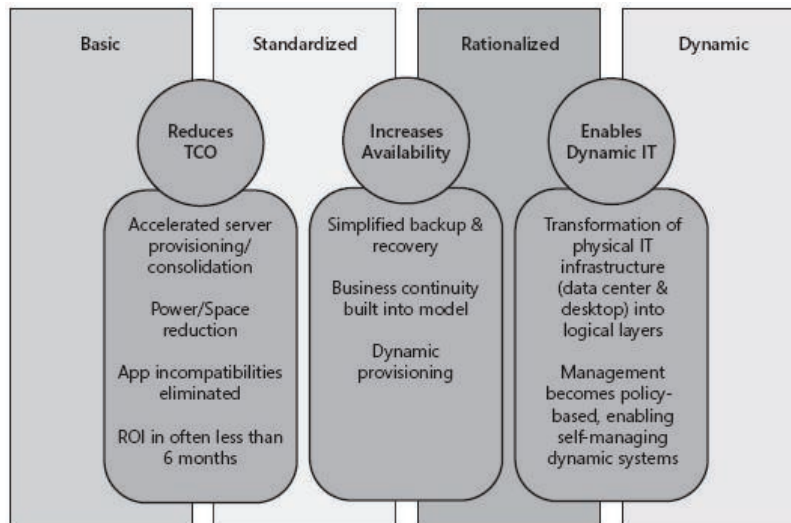 Basic
Standardized
Rationalized
Dynamic
Reduces
TCO
Accelerated server
provisioning/
consolidation
Power/Space
reduction
App incompatibilities
eliminated
ROI in often less than
6 months
Increases
Availability
Simplified backup &
recovery
Business continuity
built into model
Dynamic
provisioning
Enables
Dynamic IT
Transformation of
physical IT
infrastructure
(data center &
desktop) into
logical layers
Management
becomes policy-
based, enabling
self-managing
dynamic systems